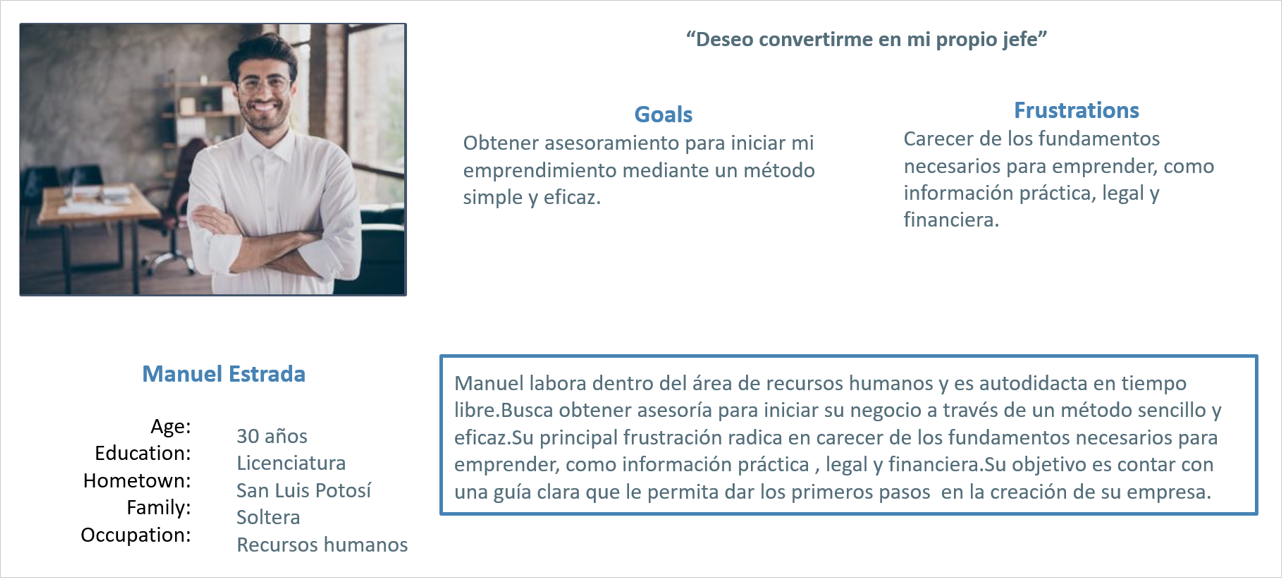 “Deseo convertirme en mi propio jefe”
Goals
Obtener asesoramiento para iniciar mi
emprendimiento mediante un método
simple y eficaz.
Frustrations
Carecer de los fundamentos
necesarios para emprender, como
información práctica, legal y
financiera.
Manuel Estrada
Age: 30 años
Education: Licenciatura
Hometown: San Luis Potosí
Family: Soltera
Occupation: Recursos humanos
Manuel labora dentro del área de recursos humanos y es autodidacta en tiempo
libre.Busca obtener asesoría para iniciar su negocio a través de un método sencillo y
eficaz.Su principal frustración radica en carecer de los fundamentos necesarios para
emprender, como información práctica , legal y financiera.Su objetivo es contar con
una guía clara que le permita dar los primeros pasos  en la creación de su empresa.